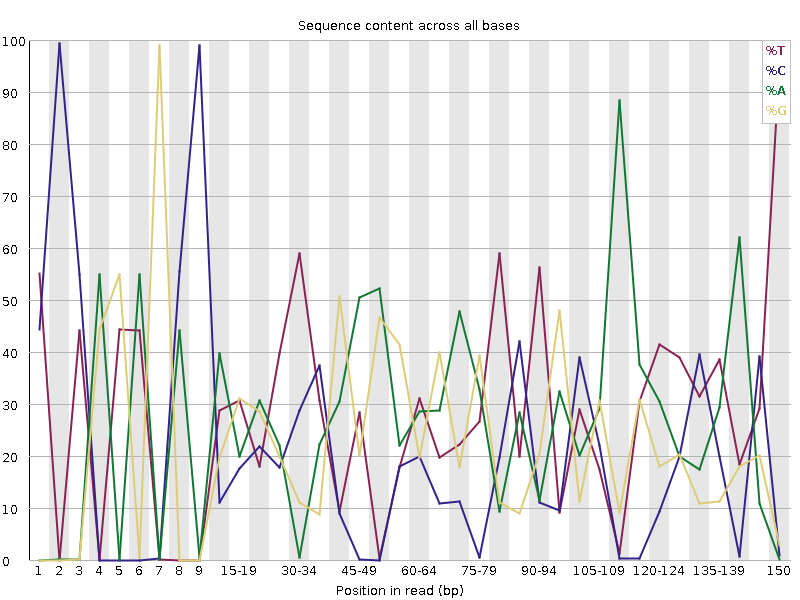 Sequence content across all bases
100
90
80
70
60
50
40
30
20
10
0
%T
%C
%A
%G
1 2 3 4 5 6 7 8 9 15-19 30-34 45-49 60-64 75-79 90-94 105-109 120-124 135-139 150
Position in read (bp)